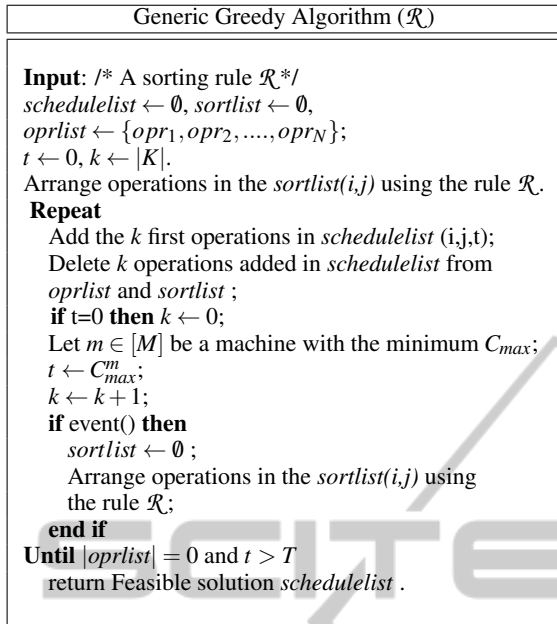 Generic Greedy Algorithm (ℛ)
Input: /* A sorting rule ℛ*/
schedulelist ← ∅, sortlist ← ∅,
oprlist ← {opr₁,opr₂,....,opr_N};
t ← 0, k ← |K|.
Arrange operations in the sortlist(i,j) using the rule ℛ.
Repeat
Add the k first operations in schedulelist (i,j,t);
Delete k operations added in schedulelist from
oprlist and sortlist ;
if t=0 then k ← 0;
Let m ∈ [M] be a machine with the minimum C_max;
t ← C^m_max;
k ← k + 1;
if event() then
sortlist ← ∅ ;
Arrange operations in the sortlist(i,j) using
the rule ℛ;
end if
Until |oprlist| = 0 and t > T
return Feasible solution schedulelist .